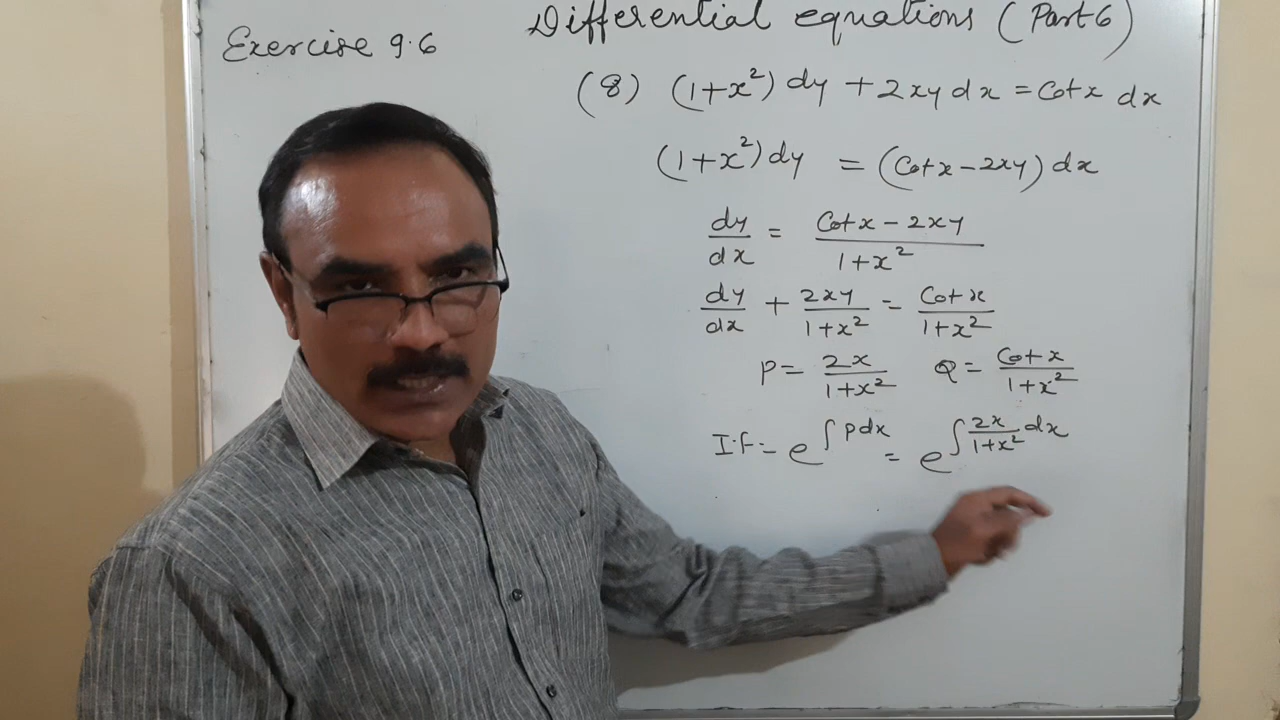 Differential equations (Part 6)
Exercise 9.6
(8) (1+x²) dy + 2xy dx = Cot x dx
(1+x²) dy = (Cot x – 2xy) dx
dy/dx = (Cot x – 2xy)/(1+x²)
dy/dx + 2xy/(1+x²) = Cot x/(1+x²)
P = 2x/(1+x²) Q = Cot x/(1+x²)
I.F = e^∫Pdx = e^∫2x/(1+x²) dx